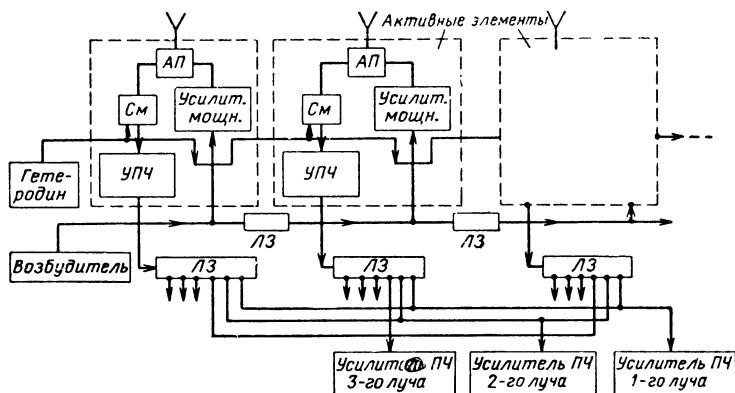 Активные элементы
АП
АП
См
Усилит.
мощн.
См
Усилит.
мощн.
Гете-
родин
УПЧ
УПЧ
Возбудитель
ЛЗ
ЛЗ
ЛЗ
ЛЗ
ЛЗ
Усилитель ПЧ
3-го луча
Усилитель ПЧ
2-го луча
Усилитель ПЧ
1-го луча